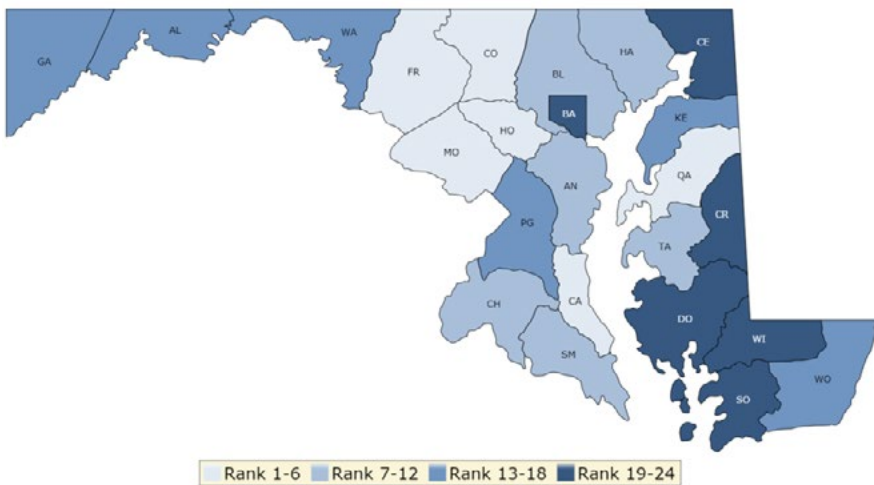 GA
AL
WA
FR
CO
BL
HA
CE
BA
KE
HO
MO
QA
AN
CR
PG
TA
CH
CA
DO
SM
WI
WO
SO
Rank 1-6 Rank 7-12 Rank 13-18 Rank 19-24